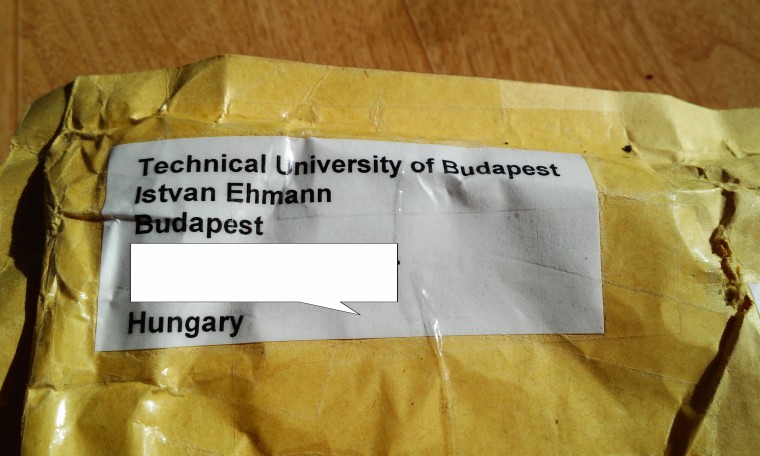 Technical University of Budapest
Istvan Ehmann
Budapest
Hungary